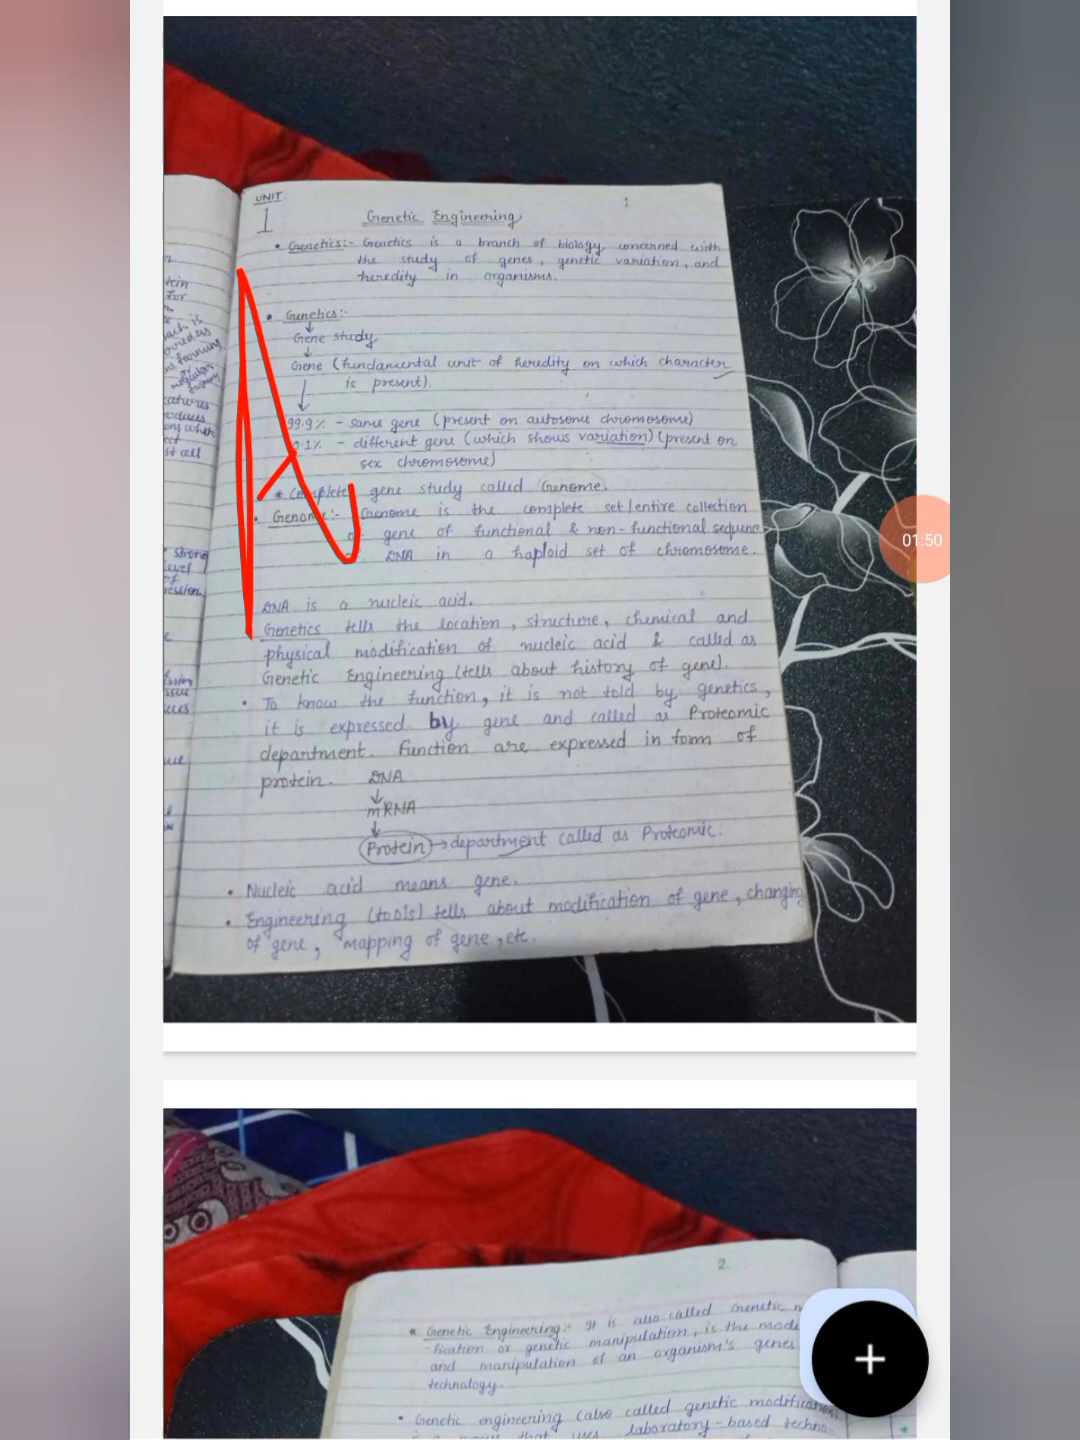 UNIT
1
1
Genetic Engineering
• Genetics:- Genetics is a branch of biology concerned with
the study of genes, genetic variation, and
heredity in organisms.
• Genetics:-
↓
Gene study
↓
Gene (fundamental unit of heredity on which character
is present).
↓
99.9% - same gene (present on autosome chromosome)
0.1% - different gene (which shows variation) (present on
sex chromosome)
* Complete gene study called Genome
• Genome:- Genome is the complete set/entire collection
gene of functional & non-functional sequenc
DNA in a haploid set of chromosome.
DNA is a nucleic acid.
Genetics tells the location, structure, chemical and
physical modification of nucleic acid & called as
Genetic Engineering (tells about history of gene).
• To know the function, it is not told by genetics,
it is expressed by gene and called as Proteomic
department. Function are expressed in form of
protein.
DNA
↓
mRNA
↓
Protein → department called as Proteomic.
• Nucleic acid means gene.
• Engineering (tools) tells about modification of gene, changing
of gene, mapping of gene, etc.
01:50
2
* Genetic Engineering:- It is also called Genetic m
fication or genetic manipulation, is the modi
and manipulation of an organism's genes
technology.
• Genetic engineering (also called genetic modification)
that uses laboratory-based techno-